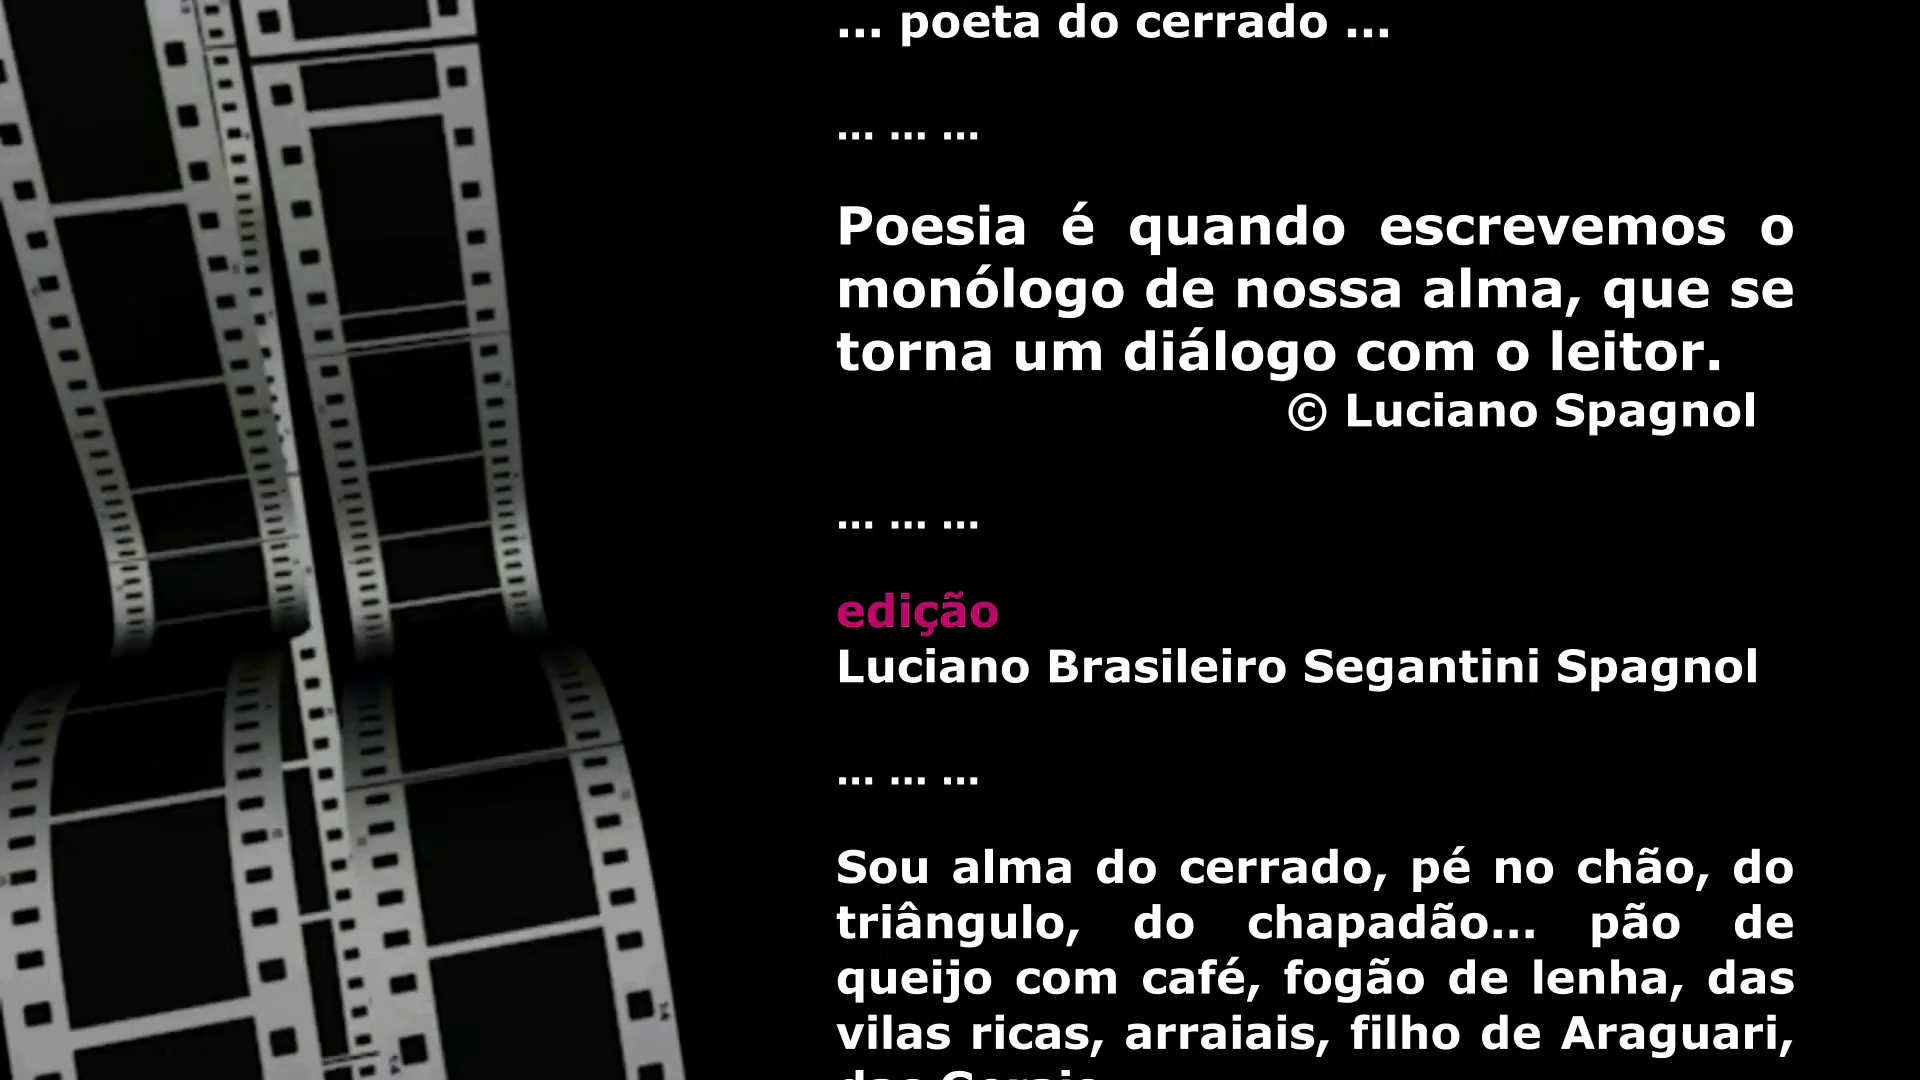 ... poeta do cerrado ...
... ... ...
Poesia é quando escrevemos o
monólogo de nossa alma, que se
torna um diálogo com o leitor.
© Luciano Spagnol
... ... ...
edição
Luciano Brasileiro Segantini Spagnol
... ... ...
Sou alma do cerrado, pé no chão, do
triângulo, do chapadão... pão de
queijo com café, fogão de lenha, das
vilas ricas, arraiais, filho de Araguari,